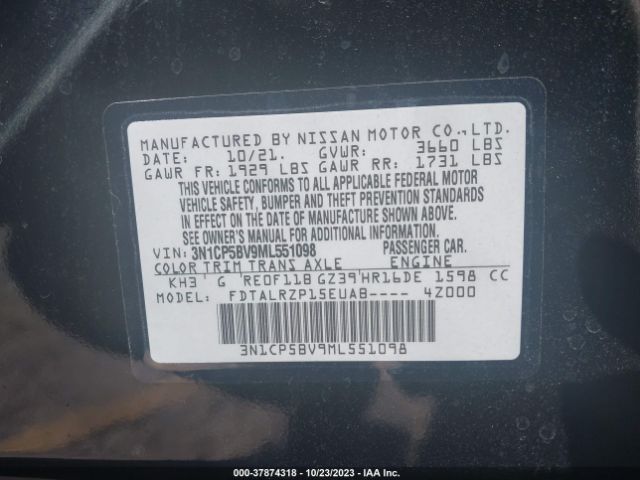 MANUFACTURED BY NISSAN MOTOR CO., LTD.
DATE: 10/21. GVWR: 3660 LBS
GAWR FR: 1929 LBS GAWR RR: 1731 LBS
THIS VEHICLE CONFORMS TO ALL APPLICABLE FEDERAL MOTOR
VEHICLE SAFETY, BUMPER AND THEFT PREVENTION STANDARDS
IN EFFECT ON THE DATE OF MANUFACTURE SHOWN ABOVE.
SEE OWNER'S MANUAL FOR ADDITIONAL INFORMATION.
VIN: 3N1CP5BV9ML551098 PASSENGER CAR.
COLOR TRIM TRANS AXLE ENGINE
KH3 G RE0F11B GZ39 HR16DE 1598 CC
MODEL: FDTALRZP15EUAB---- 4Z000
3N1CP5BV9ML551098
000-37874318 - 10/23/2023 - IAA Inc.